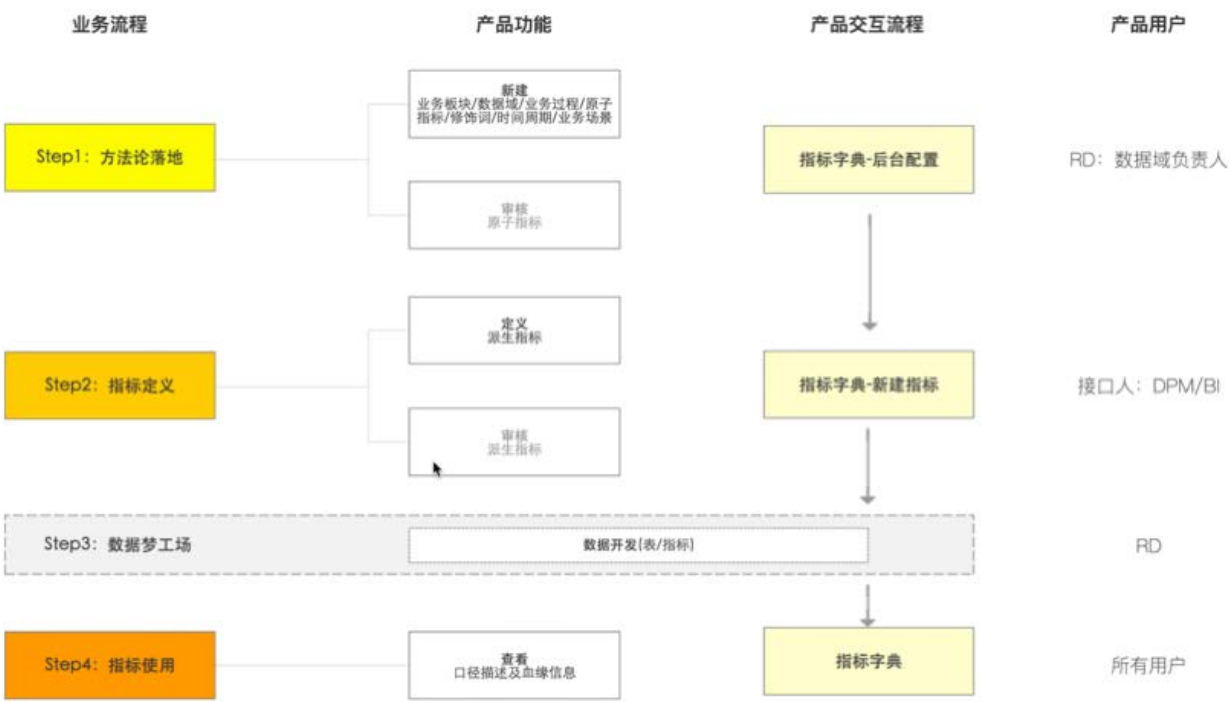 业务流程
产品功能
产品交互流程
产品用户
新建
业务板块/数据域/业务过程/原子
指标/修饰词/时间周期/业务场景
Step1：方法论落地
指标字典-后台配置
RD：数据域负责人
审核
原子指标
定义
派生指标
Step2：指标定义
指标字典-新建指标
接口人：DPM/BI
审核
派生指标
Step3：数据梦工场
数据开发(表/指标)
RD
Step4：指标使用
查看
口径描述及血缘信息
指标字典
所有用户